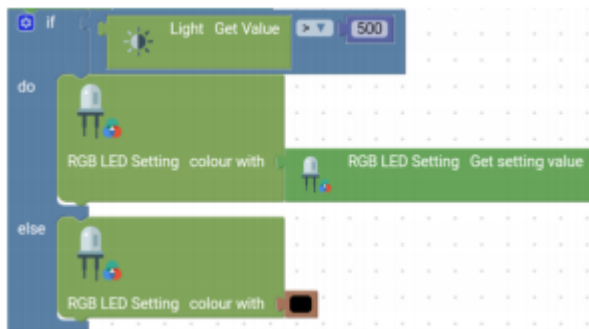 if Light Get Value > 500
do
RGB LED Setting colour with RGB LED Setting Get setting value
else
RGB LED Setting colour with